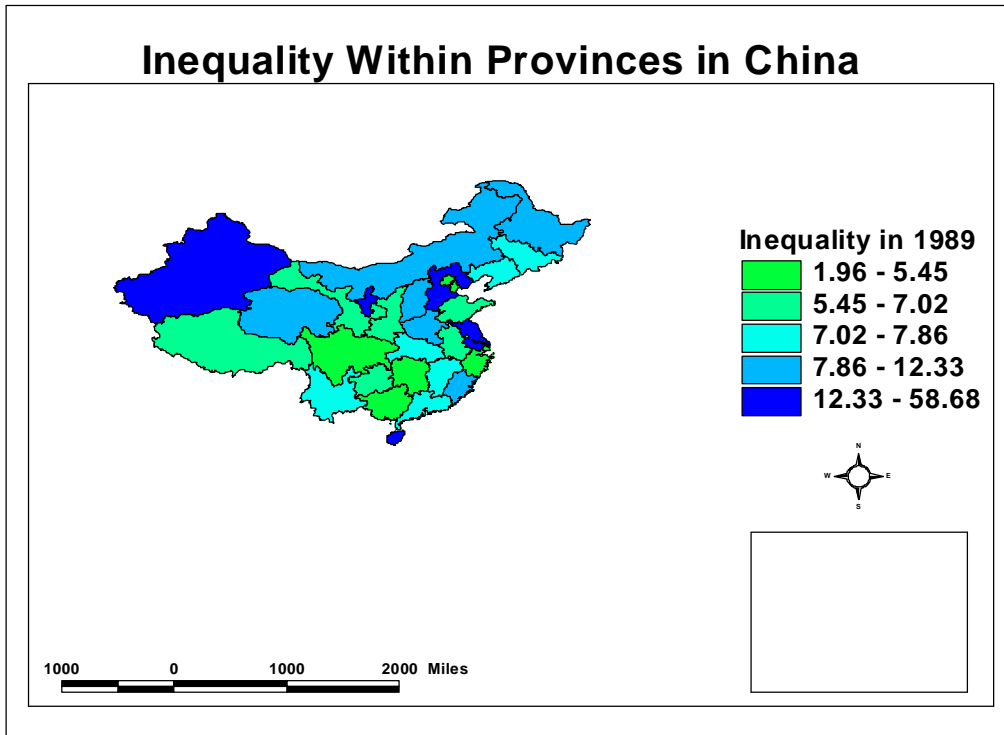 Inequality Within Provinces in China
Inequality in 1989
1.96 - 5.45
5.45 - 7.02
7.02 - 7.86
7.86 - 12.33
12.33 - 58.68
N
W E
S
1000 0 1000 2000 Miles